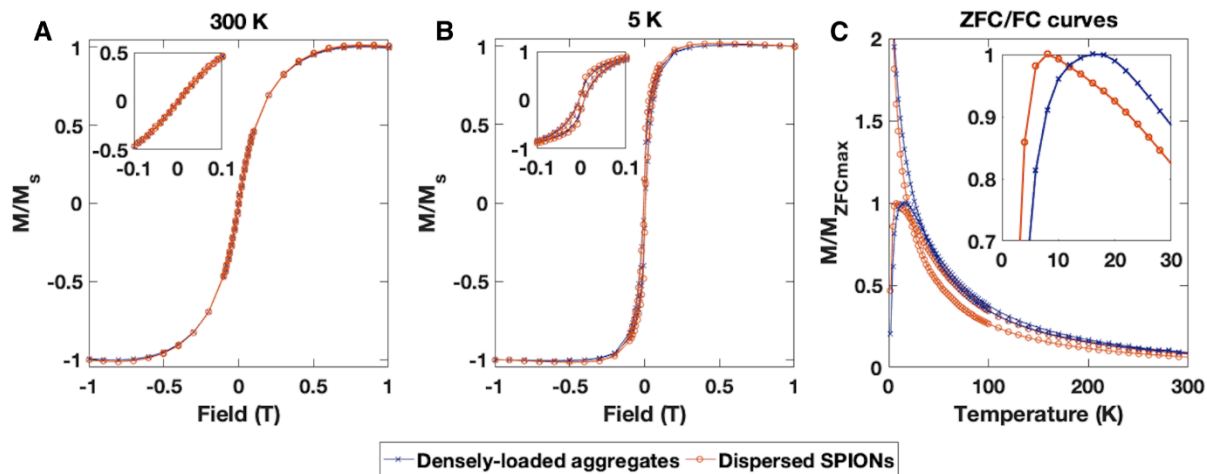 A
300 K
M/Ms
1
0.5
0
-0.5
-1
-1 -0.5 0 0.5 1
Field (T)
0.5
0
-0.5
-0.1 0 0.1
B
5 K
M/Ms
1
0.5
0
-0.5
-1
-1 -0.5 0 0.5 1
Field (T)
1
0
-1
-0.1 0 0.1
C
ZFC/FC curves
M/MZFCmax
2
1.5
1
0.5
0
0 100 200 300
Temperature (K)
1
0.9
0.8
0.7
0 10 20 30
Densely-loaded aggregates Dispersed SPIONs